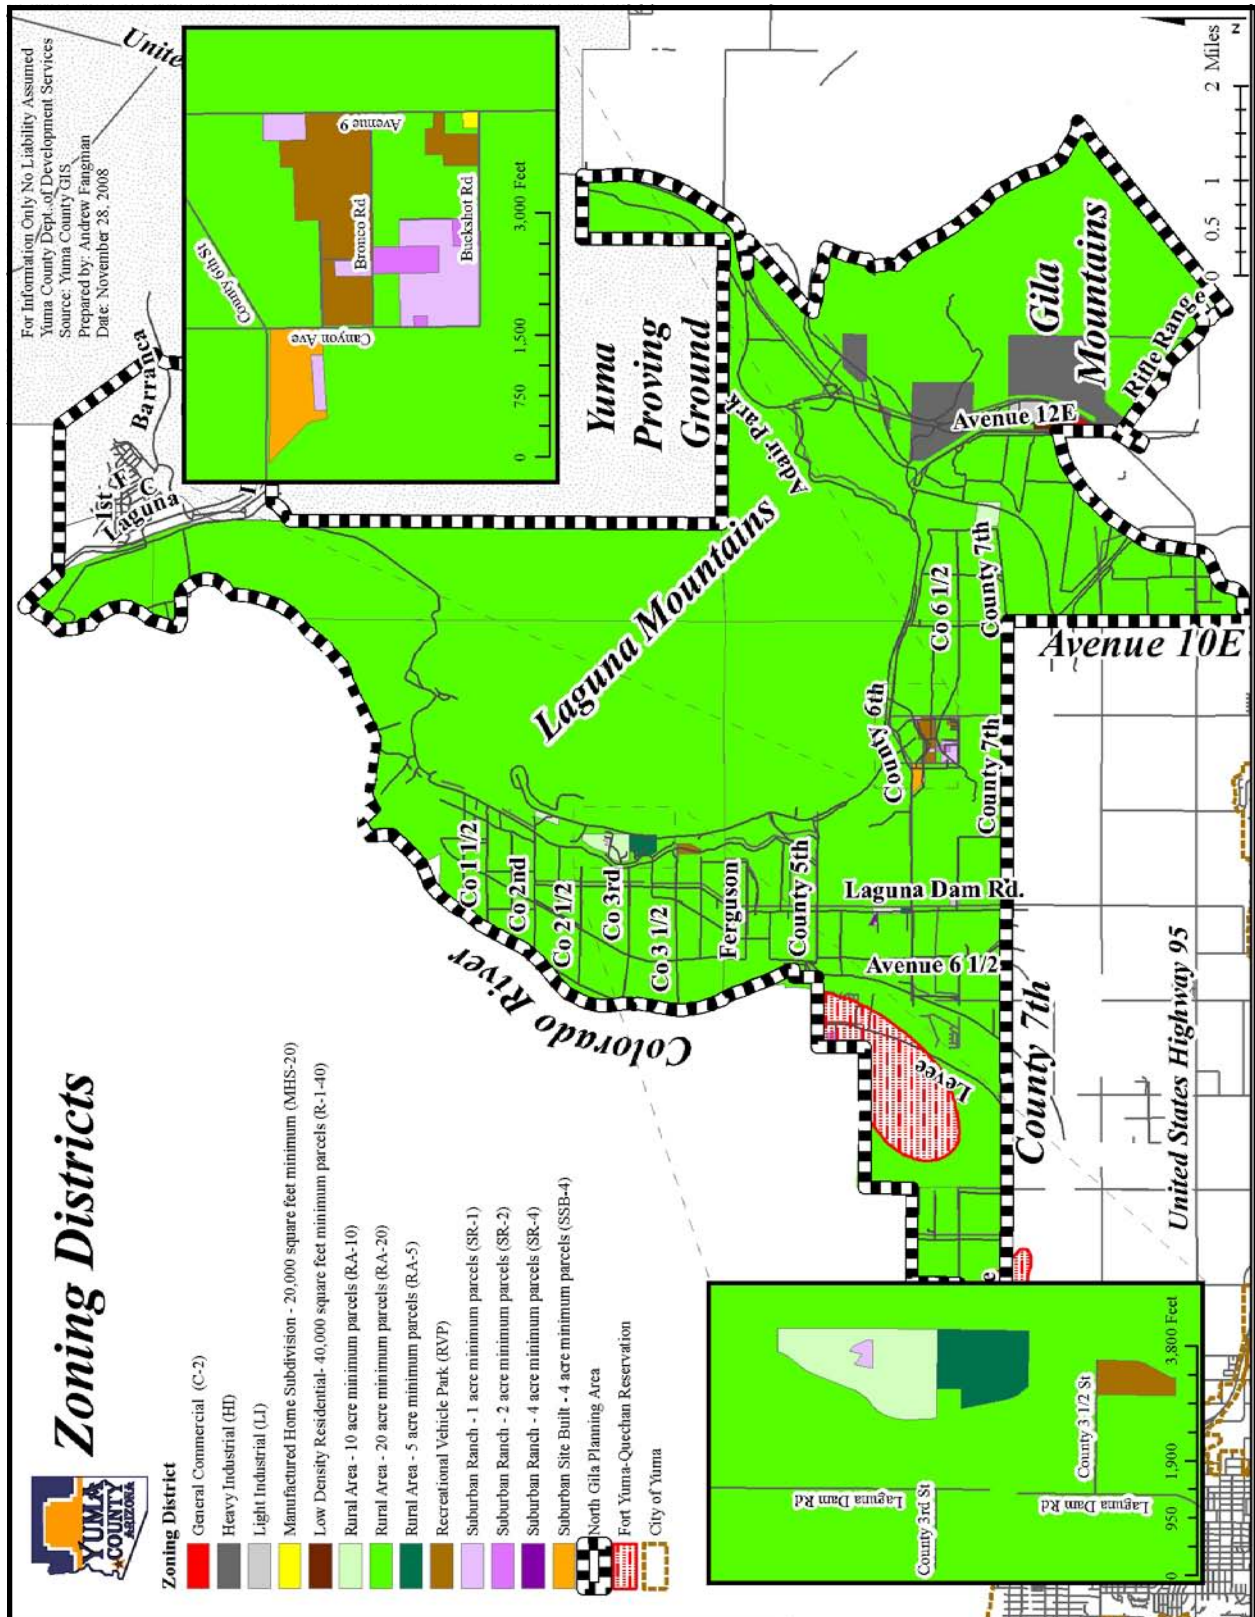 Zoning Districts
YUMA
COUNTY
ARIZONA
Zoning District
General Commercial (C-2)
Heavy Industrial (HI)
Light Industrial (LI)
Manufactured Home Subdivision - 20,000 square feet minimum (MHS-20)
Low Density Residential- 40,000 square feet minimum parcels (R-1-40)
Rural Area - 10 acre minimum parcels (RA-10)
Rural Area - 20 acre minimum parcels (RA-20)
Rural Area - 5 acre minimum parcels (RA-5)
Recreational Vehicle Park (RVP)
Suburban Ranch - 1 acre minimum parcels (SR-1)
Suburban Ranch - 2 acre minimum parcels (SR-2)
Suburban Ranch - 4 acre minimum parcels (SR-4)
Suburban Site Built - 4 acre minimum parcels (SSB-4)
North Gila Planning Area
Fort Yuma-Quechan Reservation
City of Yuma
For Information Only No Liability Assumed
Yuma County Dept. of Development Services
Source: Yuma County GIS
Prepared by: Andrew Fangman
Date: November 28, 2008
Unite
Barranca
1st
F
C
Laguna
County 6th St
Canyon Ave
Bronco Rd
Avenue 9
Buckshot Rd
0 750 1,500 3,000 Feet
Yuma
Proving
Ground
Adair Park
Laguna Mountains
Gila
Mountains
Rifle Range
Avenue 12E
Colorado River
Co 1 1/2
Co 2nd
Co 2 1/2
Co 3rd
Co 3 1/2
Ferguson
County 5th
County 6th
Co 6 1/2
County 7th
County 7th
Laguna Dam Rd.
Avenue 6 1/2
Levee
County 7th
Avenue 10E
United States Highway 95
e
County 3rd St
Laguna Dam Rd
County 3 1/2 St
Laguna Dam Rd
0 950 1,900 3,800 Feet
0 0.5 1 2 Miles
N